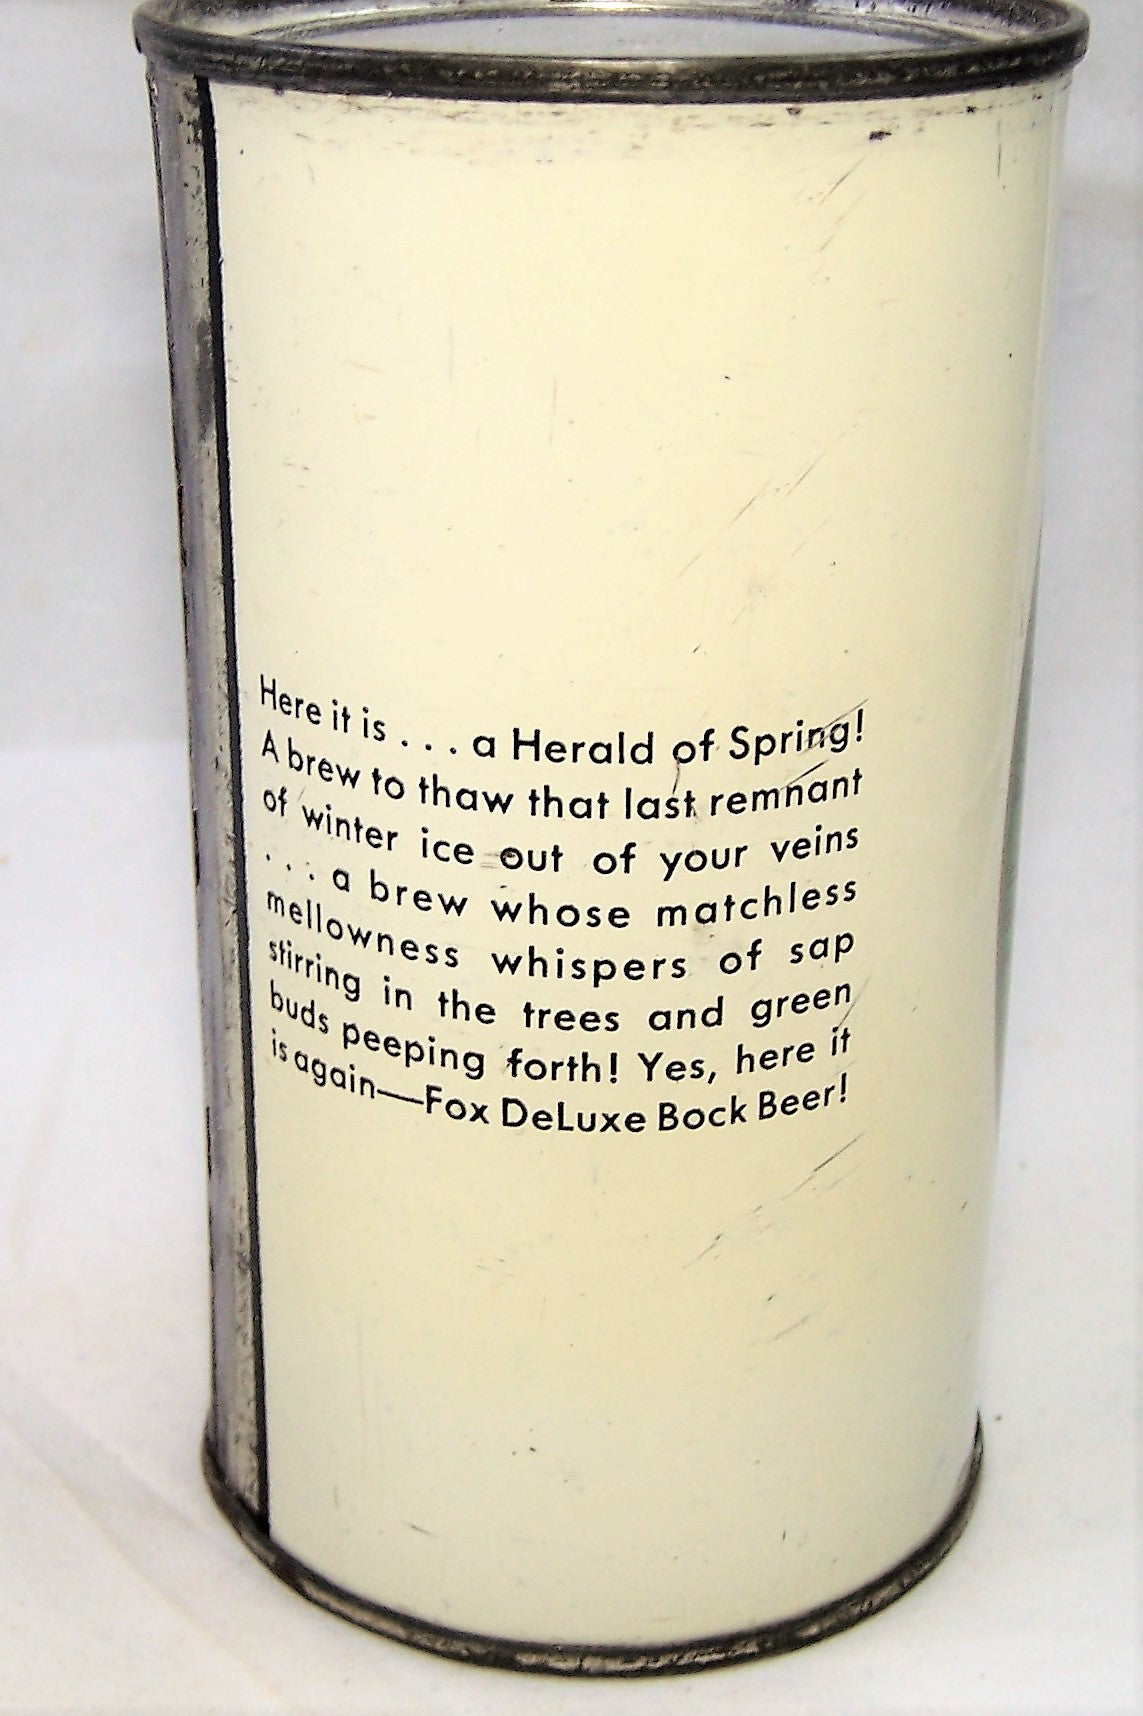 Here it is . . . a Herald of Spring!
A brew to thaw that last remnant
of winter ice out of your veins
. . . a brew whose matchless
mellowness whispers of sap
stirring in the trees and green
buds peeping forth! Yes, here it
is again—Fox DeLuxe Bock Beer!